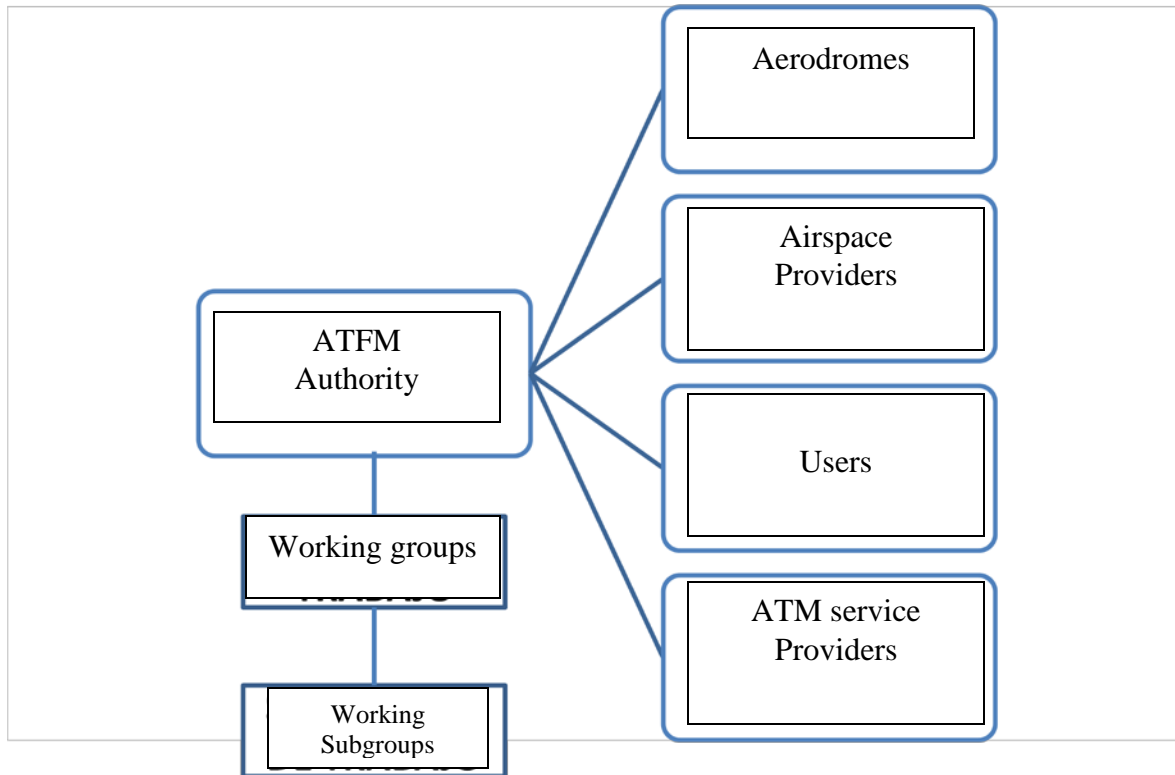 Aerodromes
Airspace
Providers
ATFM
Authority
Users
Working groups
ATM service
Providers
Working
Subgroups